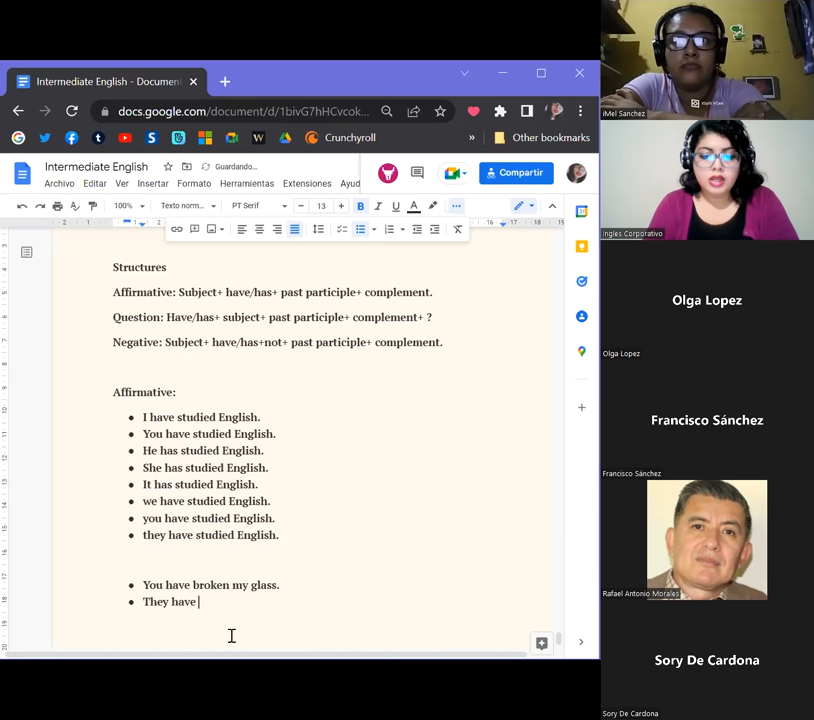 Intermediate English - Document
docs.google.com/document/d/1bivG7hHCvcok
Crunchyroll
»
Other bookmarks
Intermediate English
Guardando...
Archivo Editar Ver Insertar Formato Herramientas Extensiones Ayud
Compartir
100% Texto norm... PT Serif 13 B I U A
Structures
Affirmative: Subject+ have/has+ past participle+ complement.
Question: Have/has+ subject+ past participle+ complement+ ?
Negative: Subject+ have/has+not+ past participle+ complement.
Affirmative:
I have studied English.
You have studied English.
He has studied English.
She has studied English.
It has studied English.
we have studied English.
you have studied English.
they have studied English.
You have broken my glass.
They have
iMel Sanchez
Ingles Corporativo
Olga Lopez
Olga Lopez
Francisco Sánchez
Francisco Sánchez
Rafael Antonio Morales
Sory De Cardona
Sory De Cardona